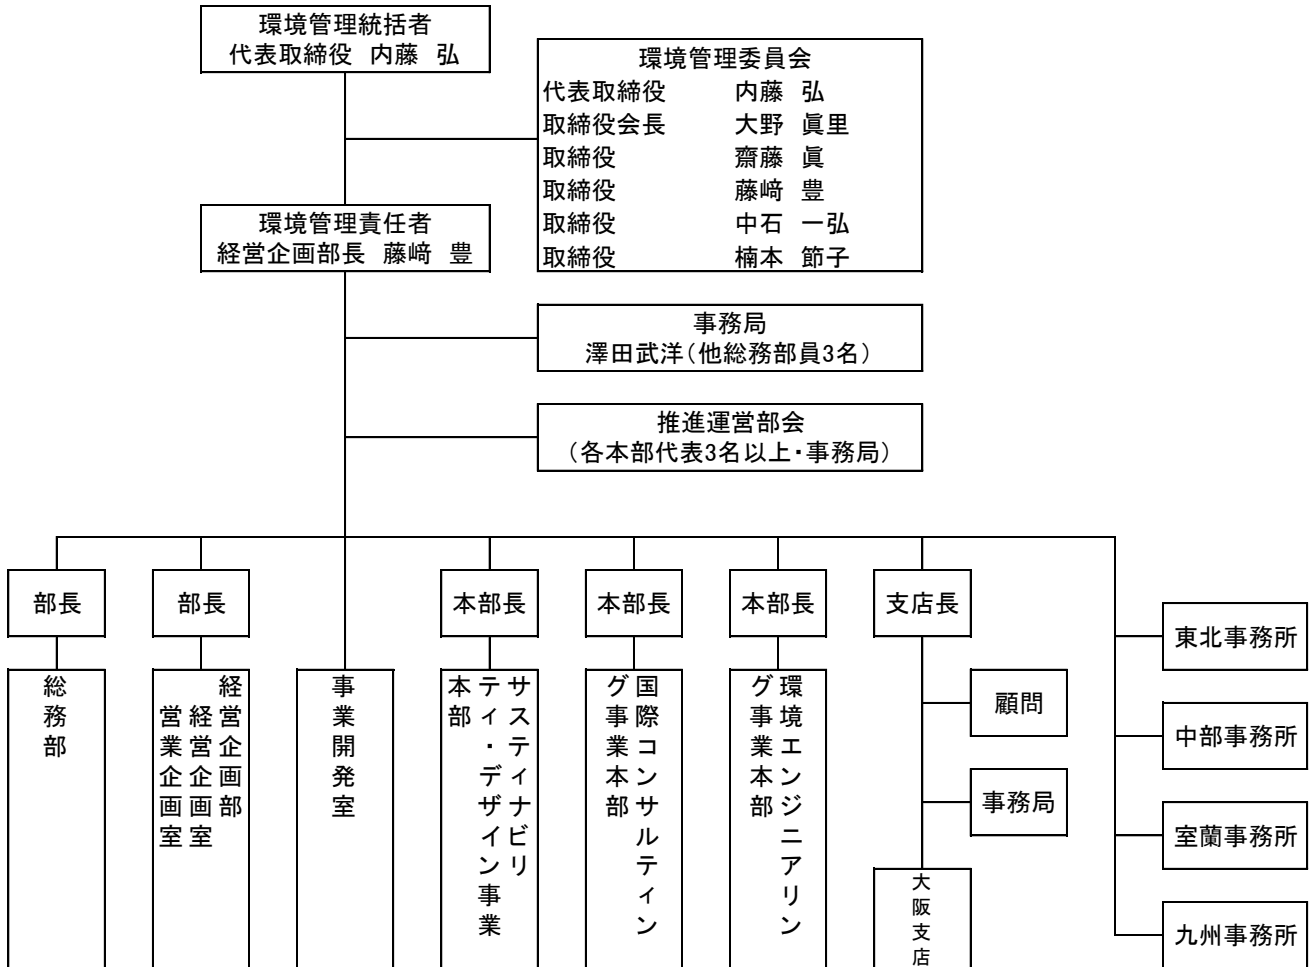 環境管理統括者
代表取締役 内藤 弘
環境管理委員会
代表取締役 内藤 弘
取締役会長 大野 眞里
取締役 齋藤 眞
取締役 藤﨑 豊
取締役 中石 一弘
取締役 楠本 節子
環境管理責任者
経営企画部長 藤﨑 豊
事務局
澤田武洋(他総務部員3名)
推進運営部会
(各本部代表3名以上・事務局)
部長
部長
本部長
本部長
本部長
支店長
総務部
経営企画部
経営企画室
営業企画室
事業開発室
サスティナビリ
ティ・デザイン事業
本部
国際コンサルティン
グ事業本部
環境エンジニアリン
グ事業本部
顧問
事務局
大阪支店
東北事務所
中部事務所
室蘭事務所
九州事務所